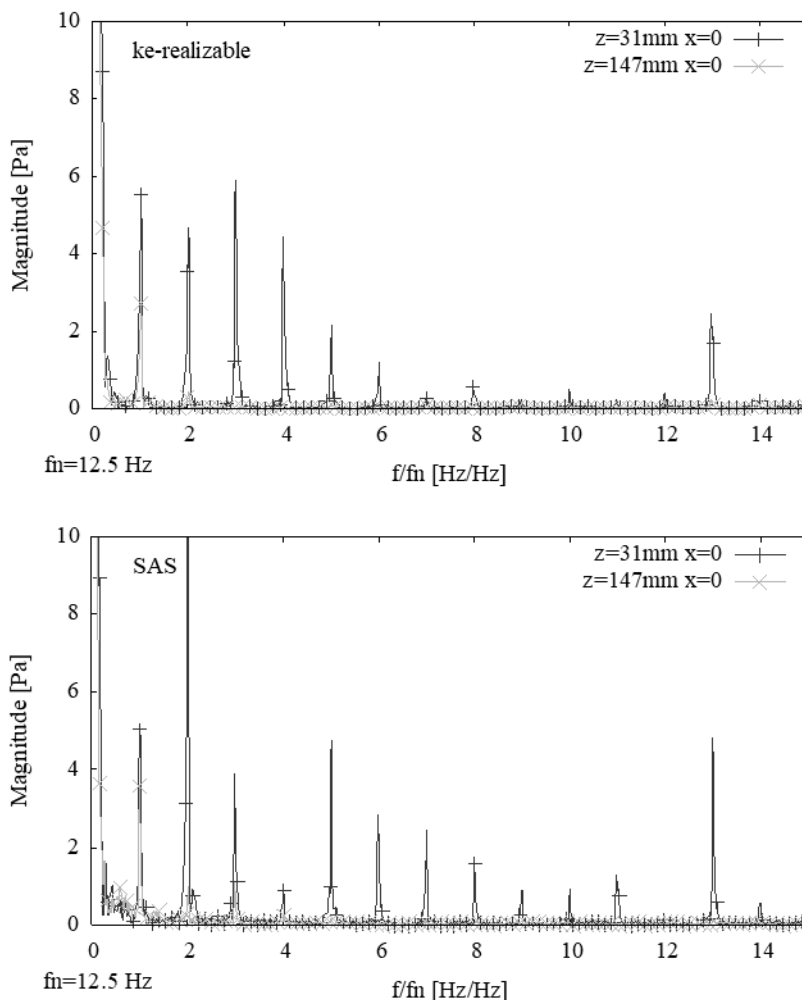 10
ke-realizable
z=31mm x=0
z=147mm x=0
8
6
4
2
0
Magnitude [Pa]
0 2 4 6 8 10 12 14
fn=12.5 Hz
f/fn [Hz/Hz]
10
SAS
z=31mm x=0
z=147mm x=0
8
6
4
2
0
Magnitude [Pa]
0 2 4 6 8 10 12 14
fn=12.5 Hz
f/fn [Hz/Hz]